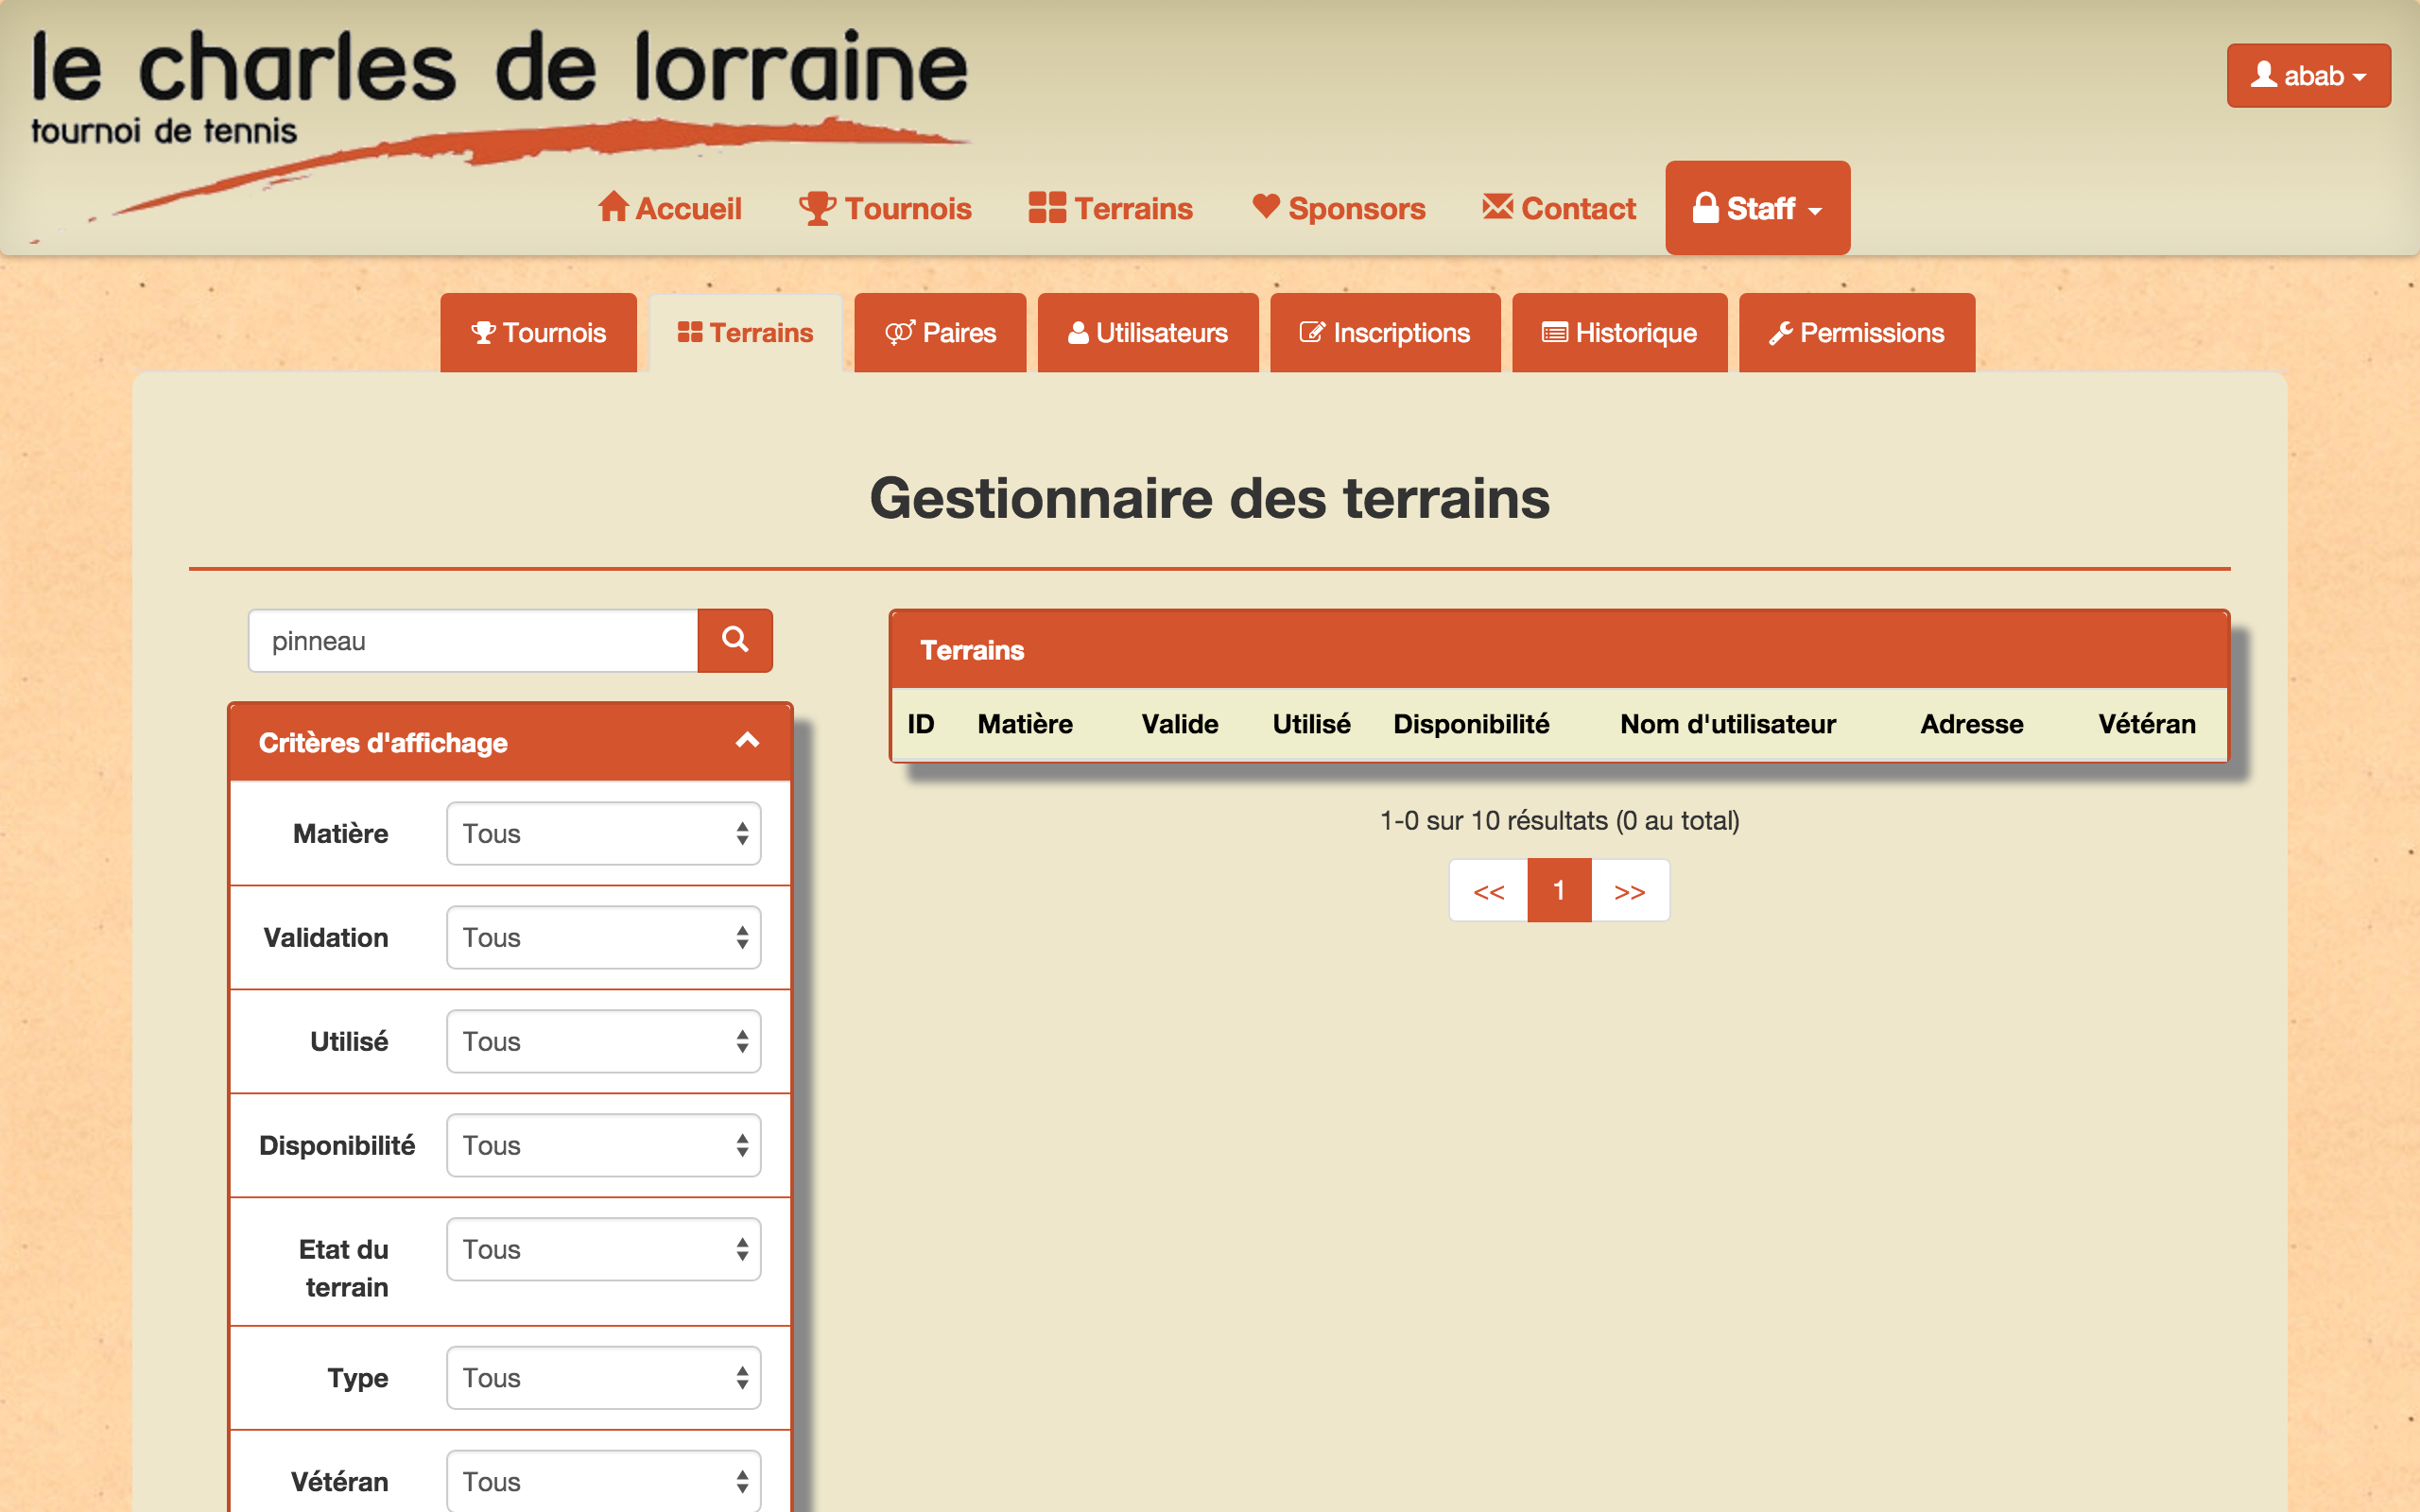 le charles de lorraine
tournoi de tennis
abab
Accueil Tournois Terrains Sponsors Contact Staff
Tournois Terrains Paires Utilisateurs Inscriptions Historique Permissions
Gestionnaire des terrains
pinneau
Critères d'affichage
Matière Tous
Validation Tous
Utilisé Tous
Disponibilité Tous
Etat du Tous
terrain
Type Tous
Vétéran Tous
Terrains
ID Matière Valide Utilisé Disponibilité Nom d'utilisateur Adresse Vétéran
1-0 sur 10 résultats (0 au total)
<< 1 >>